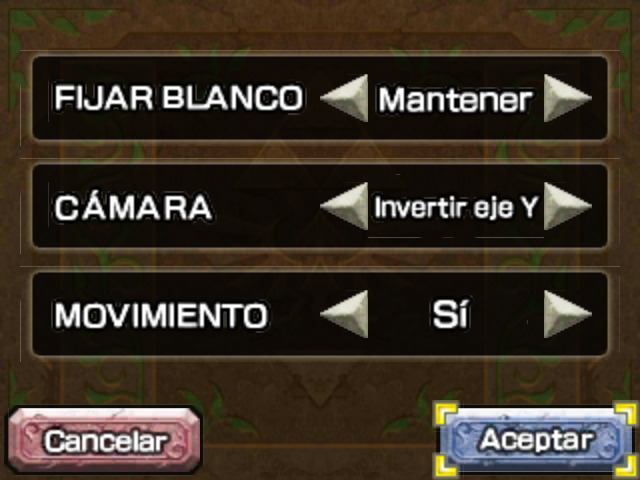 FIJAR BLANCO Mantener
CÁMARA Invertir eje Y
MOVIMIENTO Sí
Cancelar Aceptar